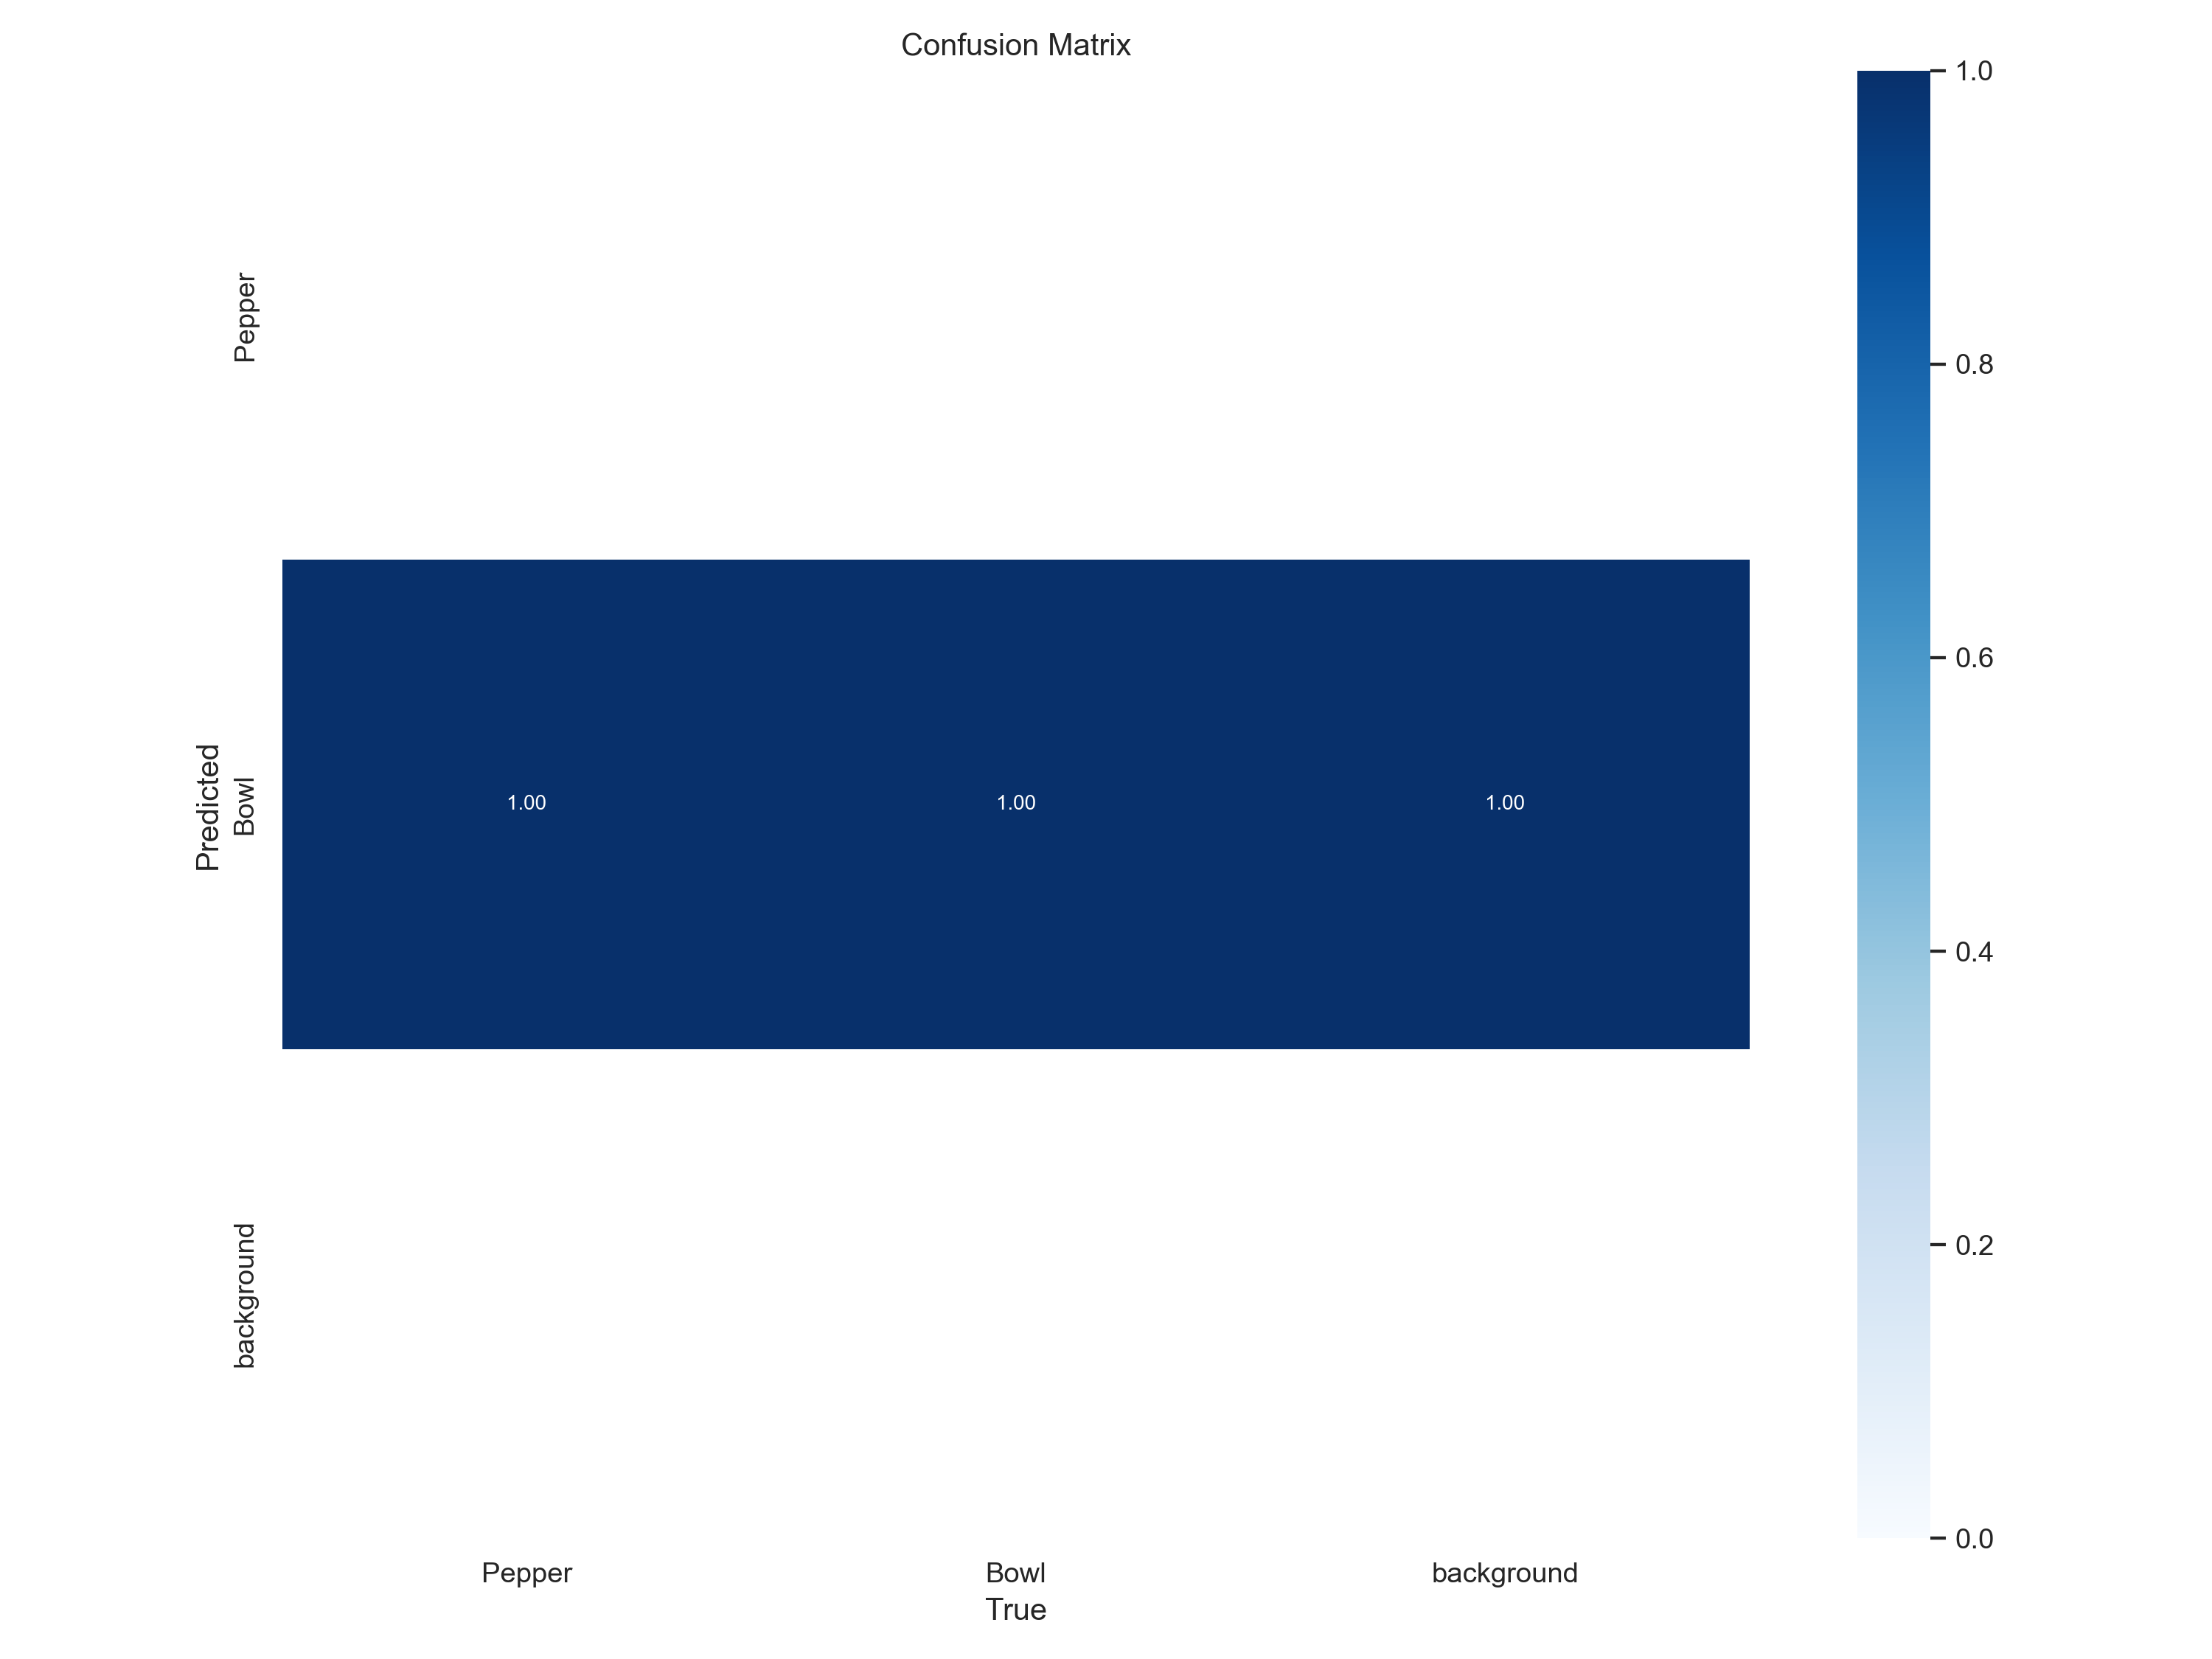 Confusion Matrix
Pepper
Bowl
background
Predicted
1.00 1.00 1.00
Pepper Bowl background
True
1.0
0.8
0.6
0.4
0.2
0.0